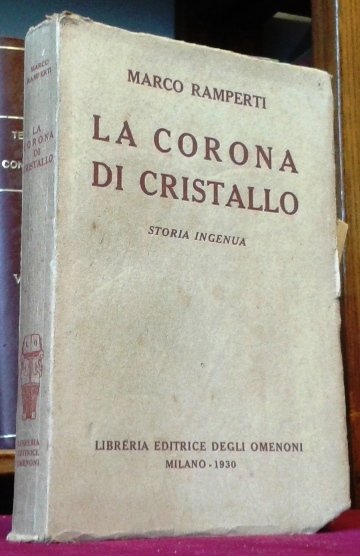 MARCO RAMPERTI
LA CORONA
DI CRISTALLO
STORIA INGENUA
LIBRERIA EDITRICE DEGLI OMENONI
MILANO - 1930
MARCO
RAMPERTI
LA
CORONA
DI
CRISTALLO
LIBRERIA
EDITRICE
OMENONI